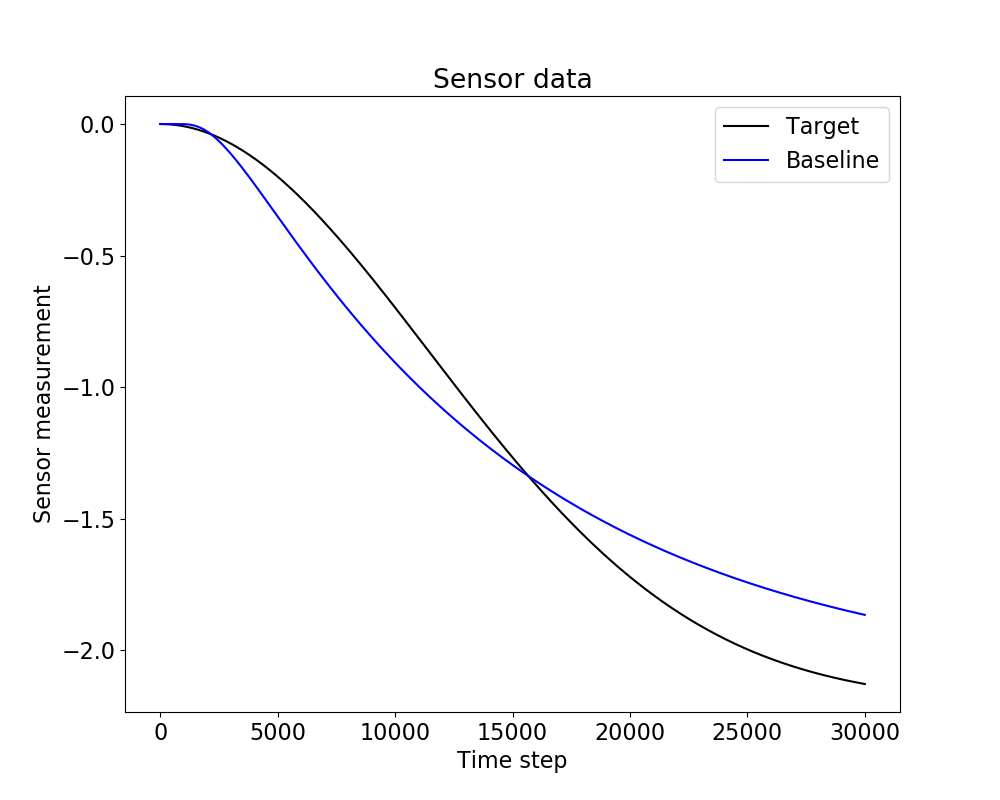 Sensor data
Target
Baseline
0.0
−0.5
−1.0
−1.5
−2.0
Sensor measurement
0 5000 10000 15000 20000 25000 30000
Time step